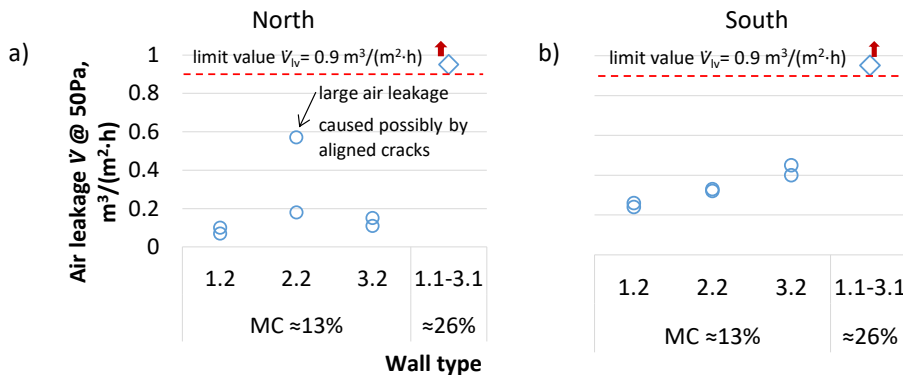 North
South
a)
b)
limit value V̇lv= 0.9 m³/(m²·h)
limit value V̇lv= 0.9 m³/(m²·h)
Air leakage V̇ @ 50Pa,
m³/(m²·h)
1
0.8
0.6
0.4
0.2
0
large air leakage
caused possibly by
aligned cracks
1.2 2.2 3.2 1.1-3.1
MC ≈13% ≈26%
1.2 2.2 3.2 1.1-3.1
MC ≈13% ≈26%
Wall type